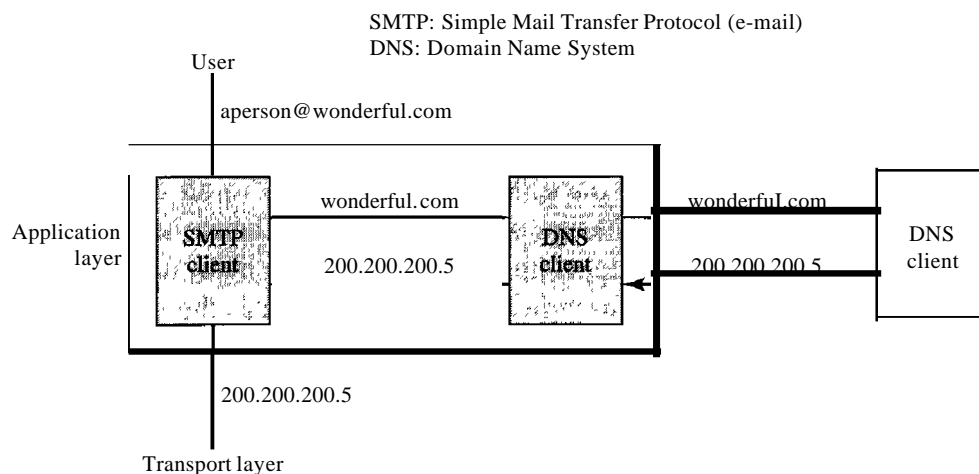 SMTP: Simple Mail Transfer Protocol (e-mail)
DNS: Domain Name System
User
aperson@wonderful.com
wonderful.com
wonderfuI.com
Application
layer
SMTP
client
200.200.200.5
DNS
client
200.200.200.5
DNS
client
200.200.200.5
Transport layer